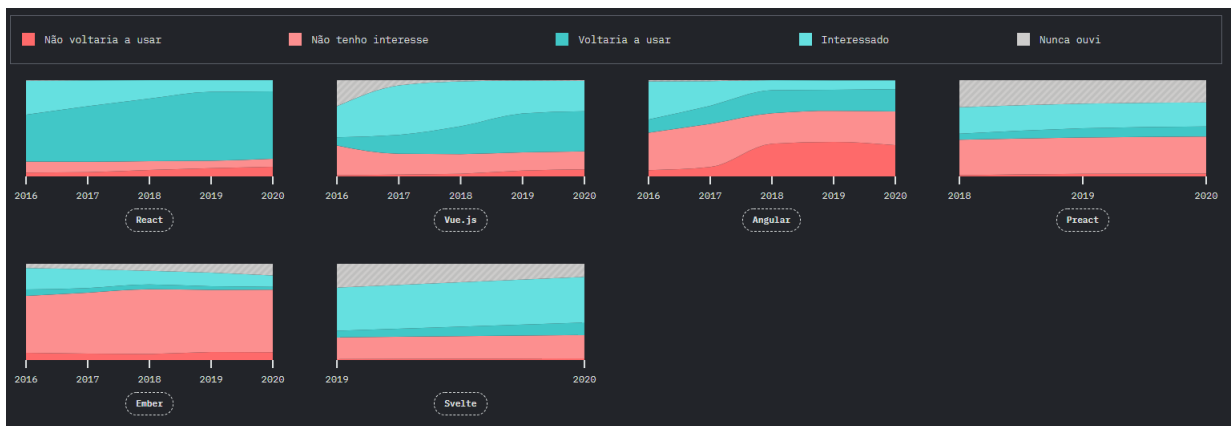 Não voltaria a usar Não tenho interesse Voltaria a usar Interessado Nunca ouvi
2016 2017 2018 2019 2020
React
2016 2017 2018 2019 2020
Vue.js
2016 2017 2018 2019 2020
Angular
2018 2019 2020
Preact
2016 2017 2018 2019 2020
Ember
2019 2020
Svelte